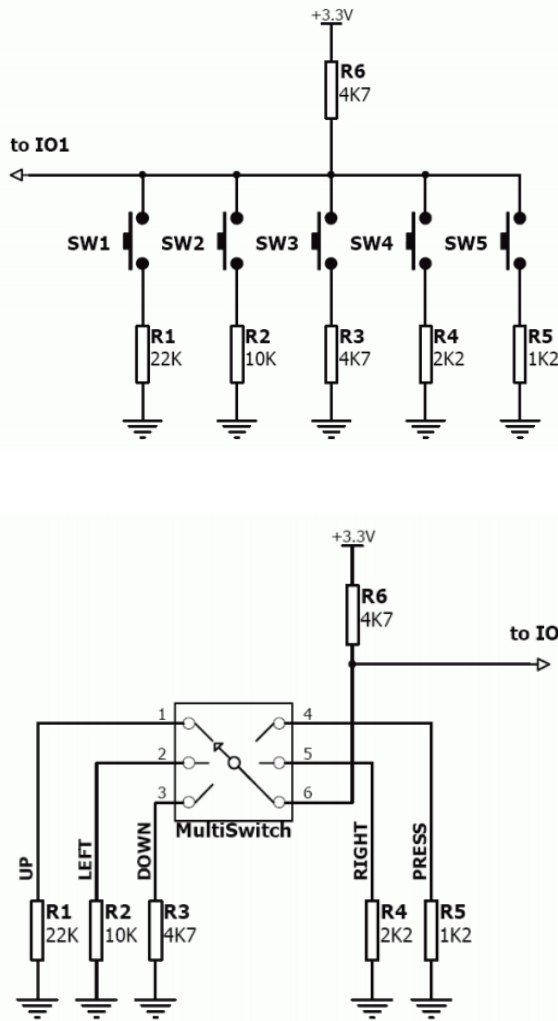 +3.3V
R6
4K7
to IO1
SW1 SW2 SW3 SW4 SW5
R1 R2 R3 R4 R5
22K 10K 4K7 2K2 1K2
+3.3V
R6
4K7
to IO
1 4
2 5
3 6
MultiSwitch
UP LEFT DOWN RIGHT PRESS
R1 R2 R3 R4 R5
22K 10K 4K7 2K2 1K2